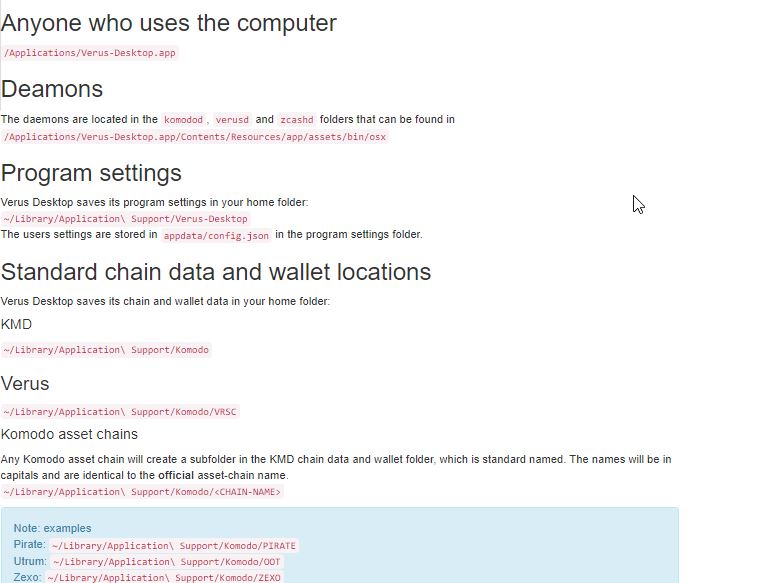 Anyone who uses the computer
/Applications/Verus-Desktop.app
Deamons
The daemons are located in the komodod, verusd and zcashd folders that can be found in
/Applications/Verus-Desktop.app/Contents/Resources/app/assets/bin/osx
Program settings
Verus Desktop saves its program settings in your home folder:
~/Library/Application\ Support/Verus-Desktop
The users settings are stored in appdata/config.json in the program settings folder.
Standard chain data and wallet locations
Verus Desktop saves its chain and wallet data in your home folder:
KMD
~/Library/Application\ Support/Komodo
Verus
~/Library/Application\ Support/Komodo/VRSC
Komodo asset chains
Any Komodo asset chain will create a subfolder in the KMD chain data and wallet folder, which is standard named. The names will be in
capitals and are identical to the official asset-chain name.
~/Library/Application\ Support/Komodo/<CHAIN-NAME>
Note: examples
Pirate: ~/Library/Application\ Support/Komodo/PIRATE
Utrum: ~/Library/Application\ Support/Komodo/OOT
Zexo: ~/Library/Application\ Support/Komodo/ZEXO